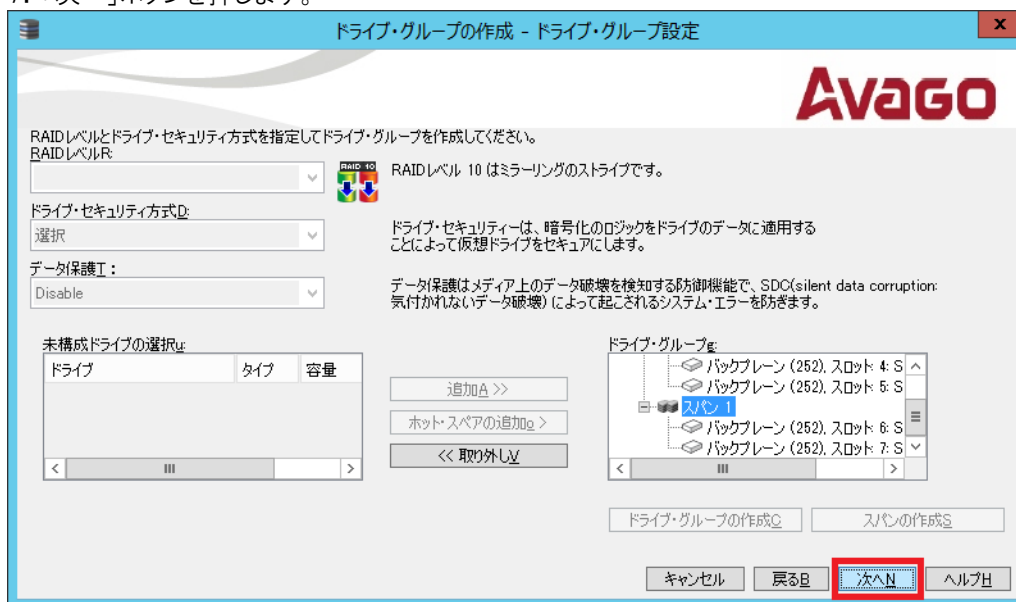 ドライブ・グループの作成 - ドライブ・グループ設定
x
Avago
RAIDレベルとドライブ・セキュリティ方式を指定してドライブ・グループを作成してください。
RAIDレベルR:
RAID 10
RAIDレベル 10 はミラーリングのストライプです。
ドライブ・セキュリティ方式D:
選択
ドライブ・セキュリティーは、暗号化のロジックをドライブのデータに適用する
ことによって仮想ドライブをセキュアにします。
データ保護T:
Disable
データ保護はメディア上のデータ破壊を検知する防御機能で、SDC(silent data corruption:
気付かれないデータ破壊) によって起こされるシステム・エラーを防ぎます。
未構成ドライブの選択u:
ドライブ タイプ 容量
追加A >>
ホット・スペアの追加o >
<< 取り外しV
ドライブ・グループg:
バックプレーン (252), スロット: 4: S
バックプレーン (252), スロット: 5: S
スパン 1
バックプレーン (252), スロット: 6: S
バックプレーン (252), スロット: 7: S
ドライブ・グループの作成C
スパンの作成S
キャンセル
戻るB
次へN
ヘルプH